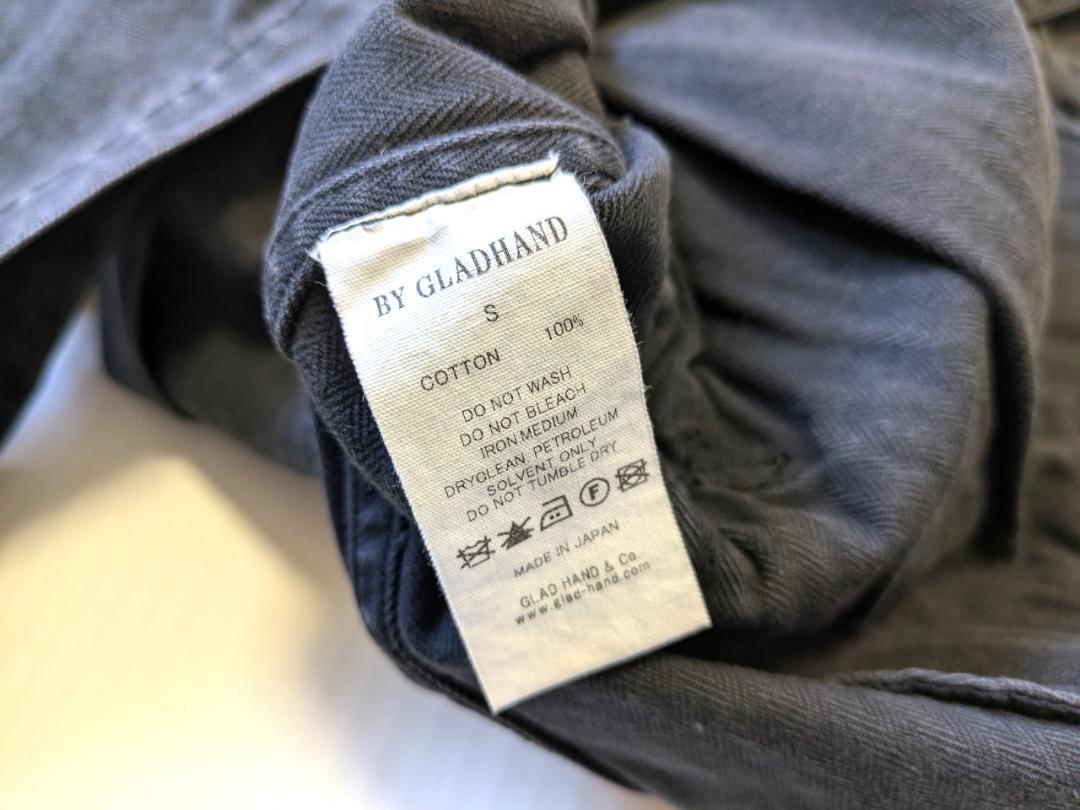 BY GLADHAND
S
COTTON 100%
DO NOT WASH
DO NOT BLEACH
IRON MEDIUM
DRYCLEAN, PETROLEUM
SOLVENT ONLY
DO NOT TUMBLE DRY
F
MADE IN JAPAN
GLAD HAND & Co.
www.glad-hand.com